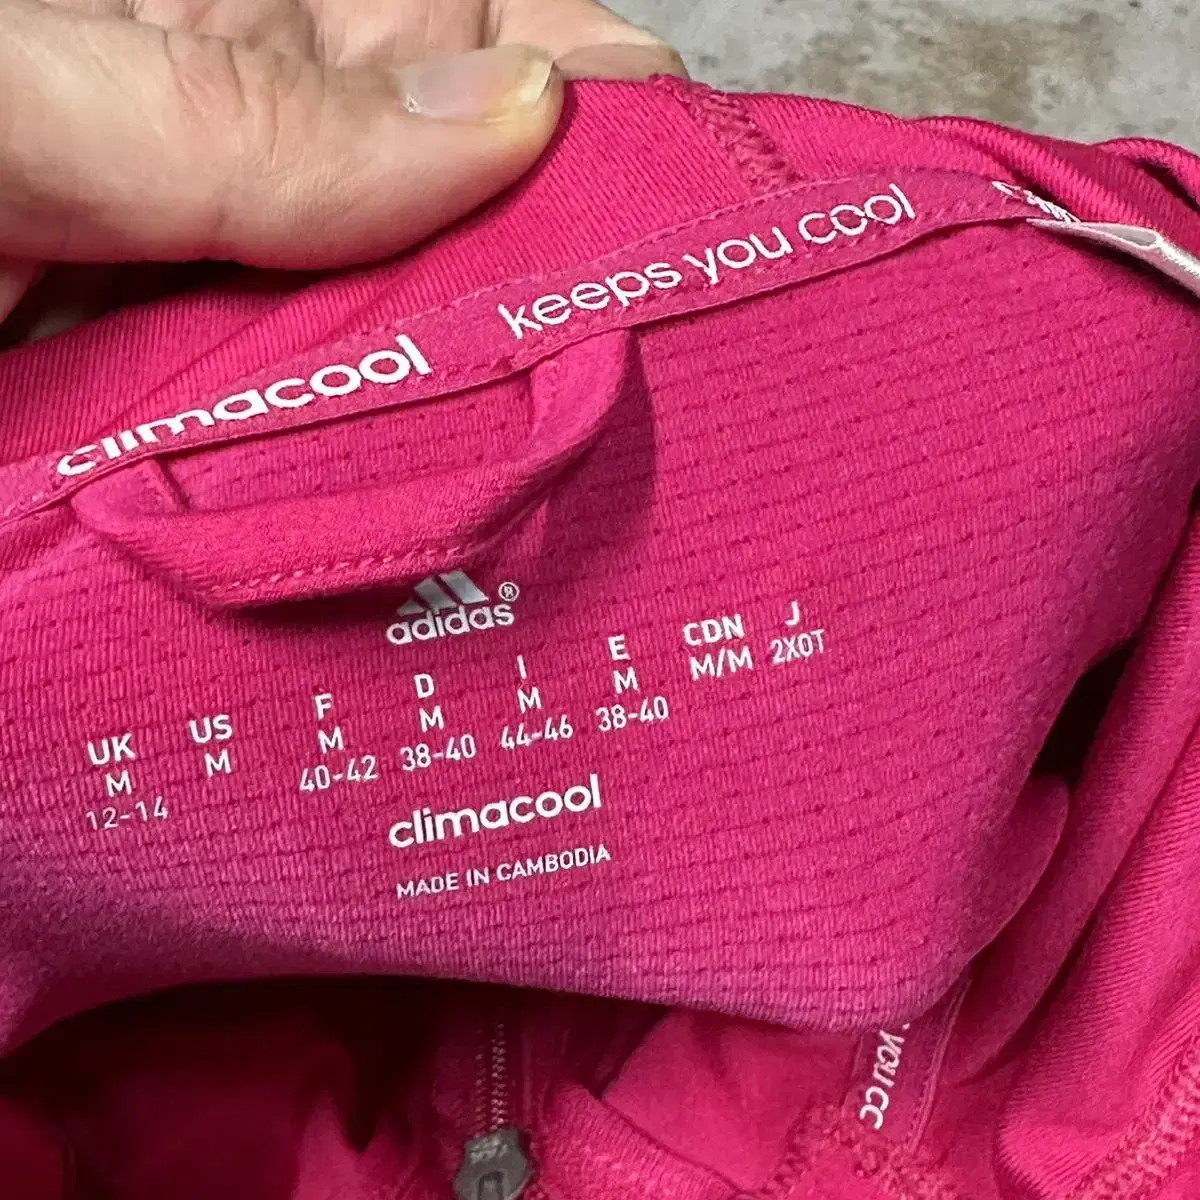 climacool keeps you cool
adidas®
UK US F D I E CDN J
M M M M M M M/M 2XOT
12-14 40-42 38-40 44-46 38-40
climacool
MADE IN CAMBODIA
you